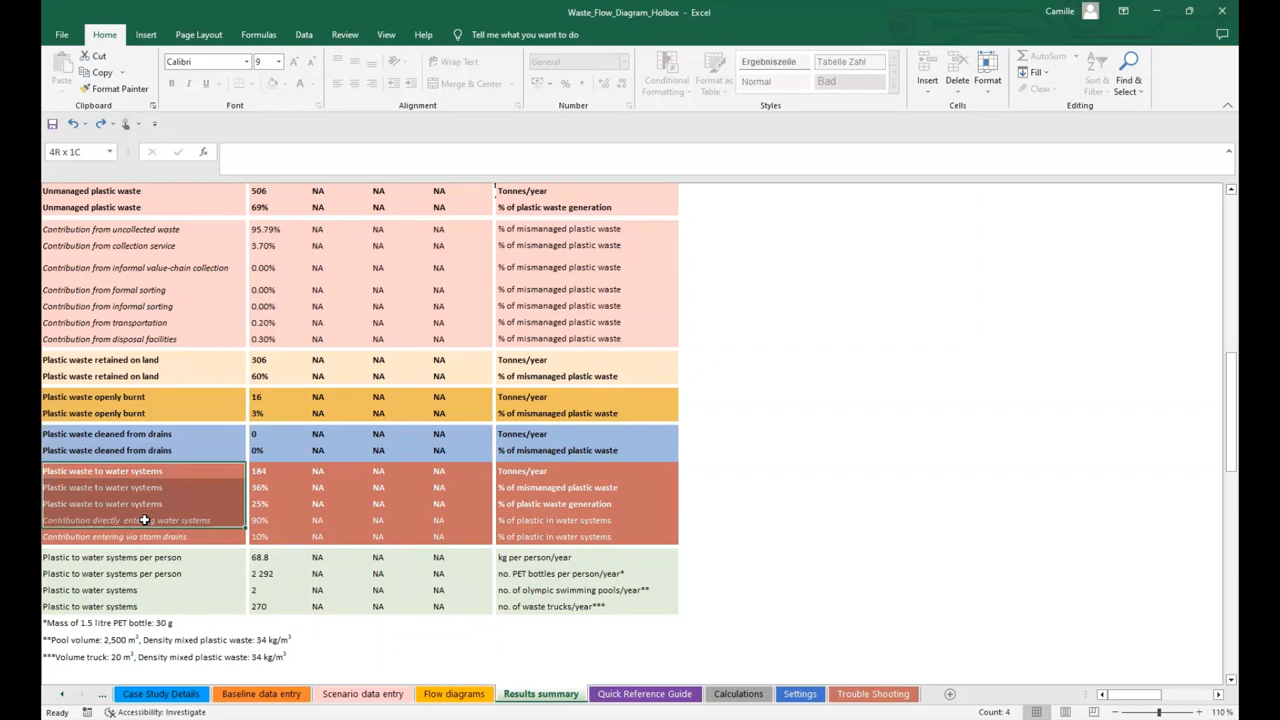 Waste_Flow_Diagram_Holbox - Excel
Camille
File Home Insert Page Layout Formulas Data Review View Help Tell me what you want to do
Cut
Copy
Format Painter
Paste
Clipboard
Calibri 9
B I U
Font
Wrap Text
Merge & Center
Alignment
General
%
Number
Conditional Formatting
Format as Table
Ergebniszeile Tabelle Zahl
Normal Bad
Styles
Insert Delete Format
Cells
AutoSum
Fill
Clear
Sort & Filter
Find & Select
Editing
4R x 1C
fx
Unmanaged plastic waste 506 NA NA NA Tonnes/year
Unmanaged plastic waste 69% NA NA NA % of plastic waste generation
Contribution from uncollected waste 95.79% NA NA NA % of mismanaged plastic waste
Contribution from collection service 3.70% NA NA NA % of mismanaged plastic waste
Contribution from informal value-chain collection 0.00% NA NA NA % of mismanaged plastic waste
Contribution from formal sorting 0.00% NA NA NA % of mismanaged plastic waste
Contribution from informal sorting 0.00% NA NA NA % of mismanaged plastic waste
Contribution from transportation 0.20% NA NA NA % of mismanaged plastic waste
Contribution from disposal facilities 0.30% NA NA NA % of mismanaged plastic waste
Plastic waste retained on land 306 NA NA NA Tonnes/year
Plastic waste retained on land 60% NA NA NA % of mismanaged plastic waste
Plastic waste openly burnt 16 NA NA NA Tonnes/year
Plastic waste openly burnt 3% NA NA NA % of mismanaged plastic waste
Plastic waste cleaned from drains 0 NA NA NA Tonnes/year
Plastic waste cleaned from drains 0% NA NA NA % of mismanaged plastic waste
Plastic waste to water systems 184 NA NA NA Tonnes/year
Plastic waste to water systems 36% NA NA NA % of mismanaged plastic waste
Plastic waste to water systems 25% NA NA NA % of plastic waste generation
Contribution directly entering water systems 90% NA NA NA % of plastic in water systems
Contribution entering via storm drains 10% NA NA NA % of plastic in water systems
Plastic to water systems per person 68.8 NA NA NA kg per person/year
Plastic to water systems per person 2 292 NA NA NA no. PET bottles per person/year*
Plastic to water systems 2 NA NA NA no. of olympic swimming pools/year**
Plastic to water systems 270 NA NA NA no. of waste trucks/year***
*Mass of 1.5 litre PET bottle: 30 g
**Pool volume: 2,500 m³, Density mixed plastic waste: 34 kg/m³
***Volume truck: 20 m³, Density mixed plastic waste: 34 kg/m³
... Case Study Details Baseline data entry Scenario data entry Flow diagrams Results summary Quick Reference Guide Calculations Settings Trouble Shooting
Ready Accessibility: Investigate Count: 4 110 %